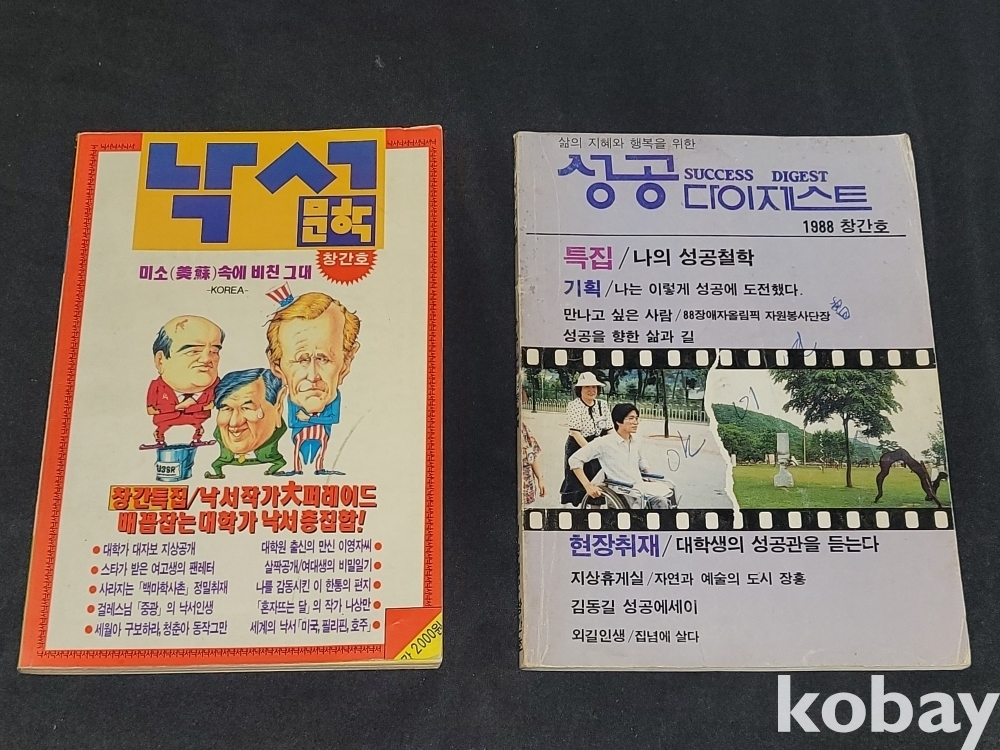 낙서
문학
창간호
미소(美蘇)속에 비친 그대
-KOREA-
USSR
창간특집/낙서작가大퍼레이드
배꼽잡는 대학가 낙서 총집합!
• 대학가 대자보 지상공개
• 스타가 받은 여고생의 팬레터
• 사라지는 「백마학사촌」 정밀취재
• 걸레스님 「중광」의 낙서인생
• 세월아 구보하라, 청춘아 동작그만
대학원 출신의 만신 이영자씨 •
살짝공개/여대생의 비밀일기 •
나를 감동시킨 이 한통의 편지 •
「혼자뜨는 달」의 작가 나상만 •
세계의 낙서 「미국, 필리핀, 호주」 •
2000원
삶의 지혜와 행복을 위한
성공 SUCCESS DIGEST
다이제스트
1988 창간호
특집/나의 성공철학
기획/나는 이렇게 성공에 도전했다.
만나고 싶은 사람/88장애자올림픽 자원봉사단장
성공을 향한 삶과 길
ok
현장취재/대학생의 성공관을 듣는다
지상휴게실/자연과 예술의 도시 장흥
김동길 성공에세이
외길인생/집념에 살다
kobay